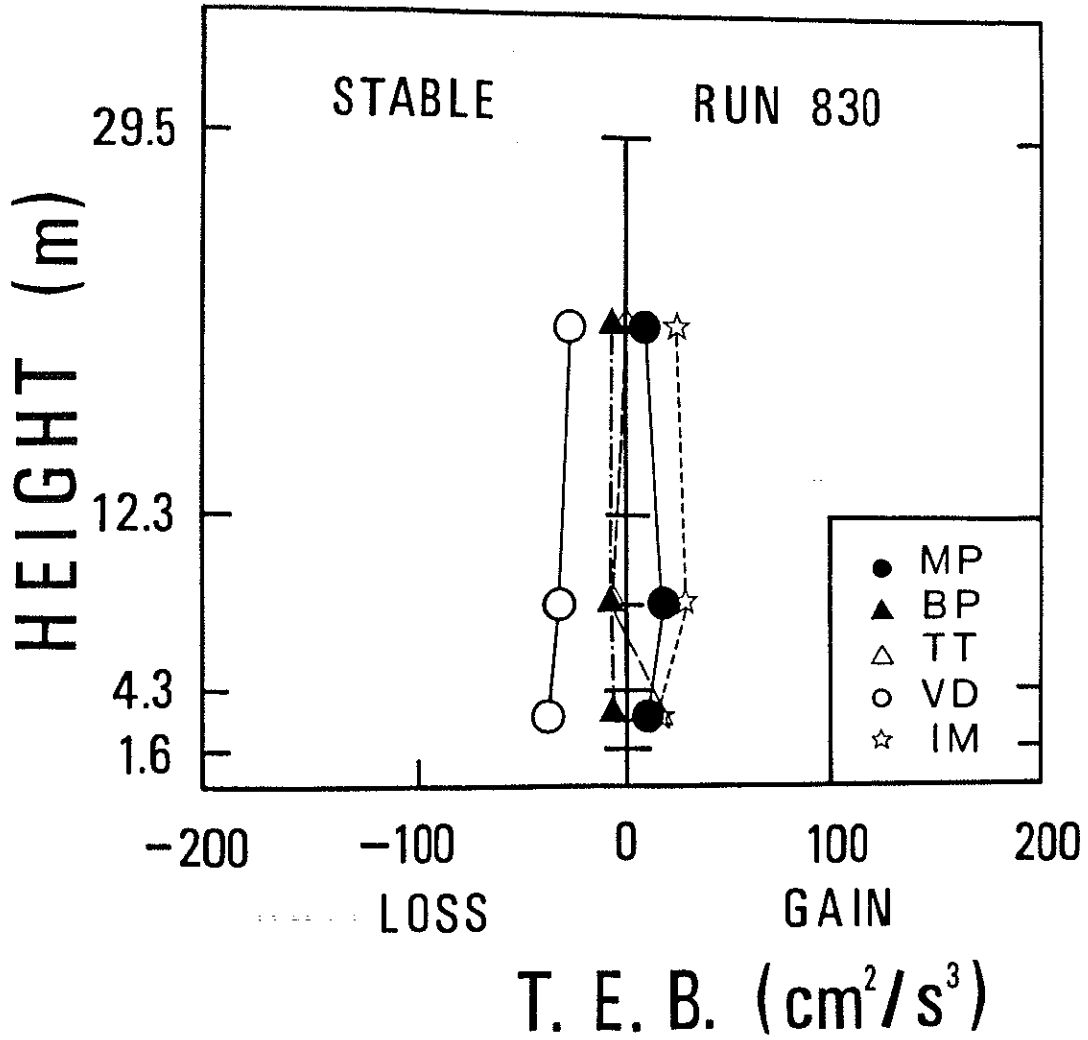 STABLE RUN 830
HEIGHT (m)
29.5
12.3
4.3
1.6
MP
BP
TT
VD
IM
-200 -100 0 100 200
LOSS GAIN
T. E. B. (cm²/s³)